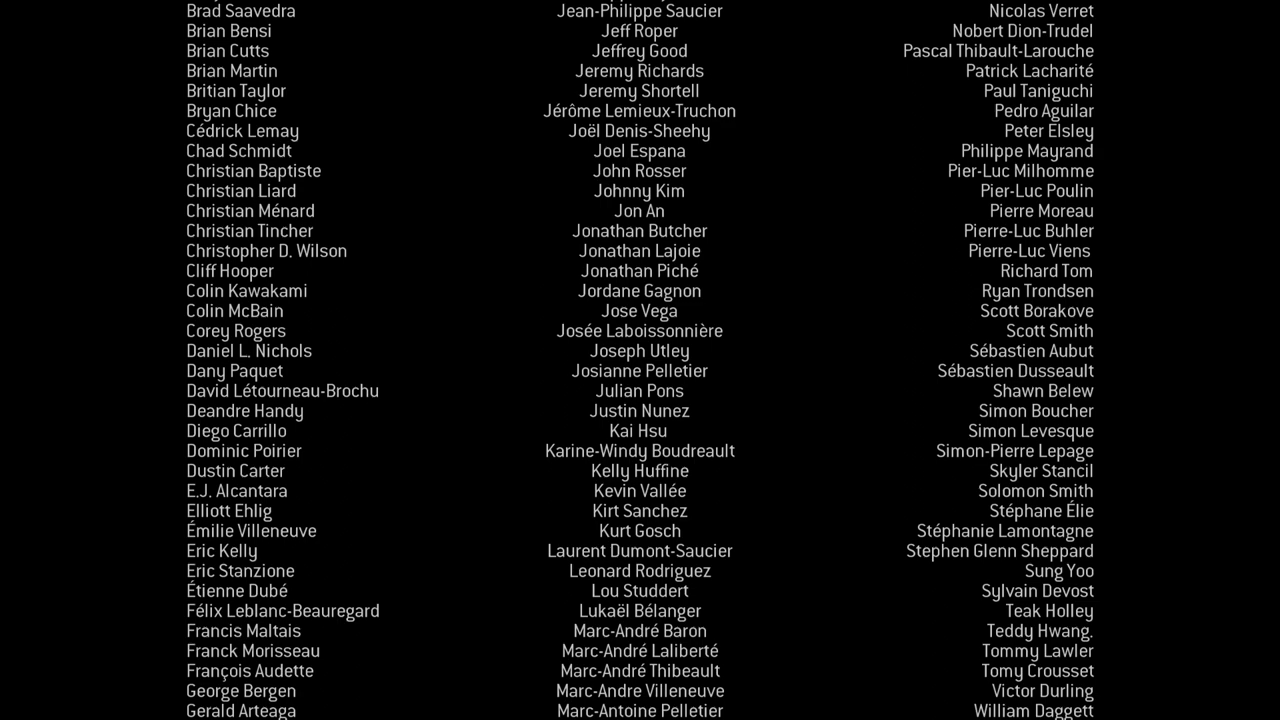 Brad Saavedra
Brian Bensi
Brian Cutts
Brian Martin
Britian Taylor
Bryan Chice
Cédrick Lemay
Chad Schmidt
Christian Baptiste
Christian Liard
Christian Ménard
Christian Tincher
Christopher D. Wilson
Cliff Hooper
Colin Kawakami
Colin McBain
Corey Rogers
Daniel L. Nichols
Dany Paquet
David Létourneau-Brochu
Deandre Handy
Diego Carrillo
Dominic Poirier
Dustin Carter
E.J. Alcantara
Elliott Ehlig
Émilie Villeneuve
Eric Kelly
Eric Stanzione
Étienne Dubé
Félix Leblanc-Beauregard
Francis Maltais
Franck Morisseau
François Audette
George Bergen
Gerald Arteaga
Jean-Philippe Saucier
Jeff Roper
Jeffrey Good
Jeremy Richards
Jeremy Shortell
Jérôme Lemieux-Truchon
Joël Denis-Sheehy
Joel Espana
John Rosser
Johnny Kim
Jon An
Jonathan Butcher
Jonathan Lajoie
Jonathan Piché
Jordane Gagnon
Jose Vega
Josée Laboissonnière
Joseph Utley
Josianne Pelletier
Julian Pons
Justin Nunez
Kai Hsu
Karine-Windy Boudreault
Kelly Huffine
Kevin Vallée
Kirt Sanchez
Kurt Gosch
Laurent Dumont-Saucier
Leonard Rodriguez
Lou Studdert
Lukaël Bélanger
Marc-André Baron
Marc-André Laliberté
Marc-André Thibeault
Marc-Andre Villeneuve
Marc-Antoine Pelletier
Nicolas Verret
Nobert Dion-Trudel
Pascal Thibault-Larouche
Patrick Lacharité
Paul Taniguchi
Pedro Aguilar
Peter Elsley
Philippe Mayrand
Pier-Luc Milhomme
Pier-Luc Poulin
Pierre Moreau
Pierre-Luc Buhler
Pierre-Luc Viens
Richard Tom
Ryan Trondsen
Scott Borakove
Scott Smith
Sébastien Aubut
Sébastien Dusseault
Shawn Belew
Simon Boucher
Simon Levesque
Simon-Pierre Lepage
Skyler Stancil
Solomon Smith
Stéphane Élie
Stéphanie Lamontagne
Stephen Glenn Sheppard
Sung Yoo
Sylvain Devost
Teak Holley
Teddy Hwang.
Tommy Lawler
Tomy Crousset
Victor Durling
William Daggett